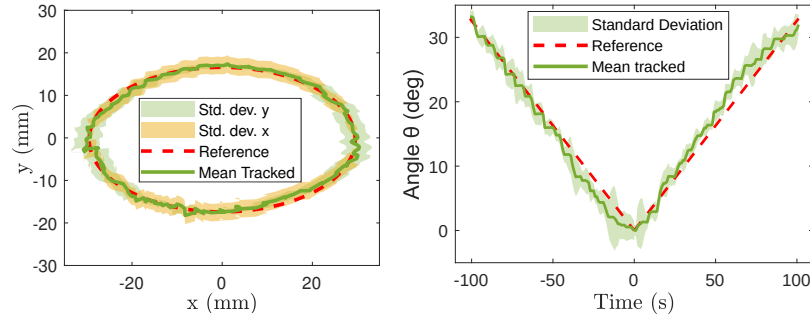 30
20
10
0
-10
-20
-30
y (mm)
Std. dev. y
Std. dev. x
Reference
Mean Tracked
-20
0
20
x (mm)
30
20
10
0
Angle θ (deg)
Standard Deviation
Reference
Mean tracked
-100
-50
0
50
100
Time (s)